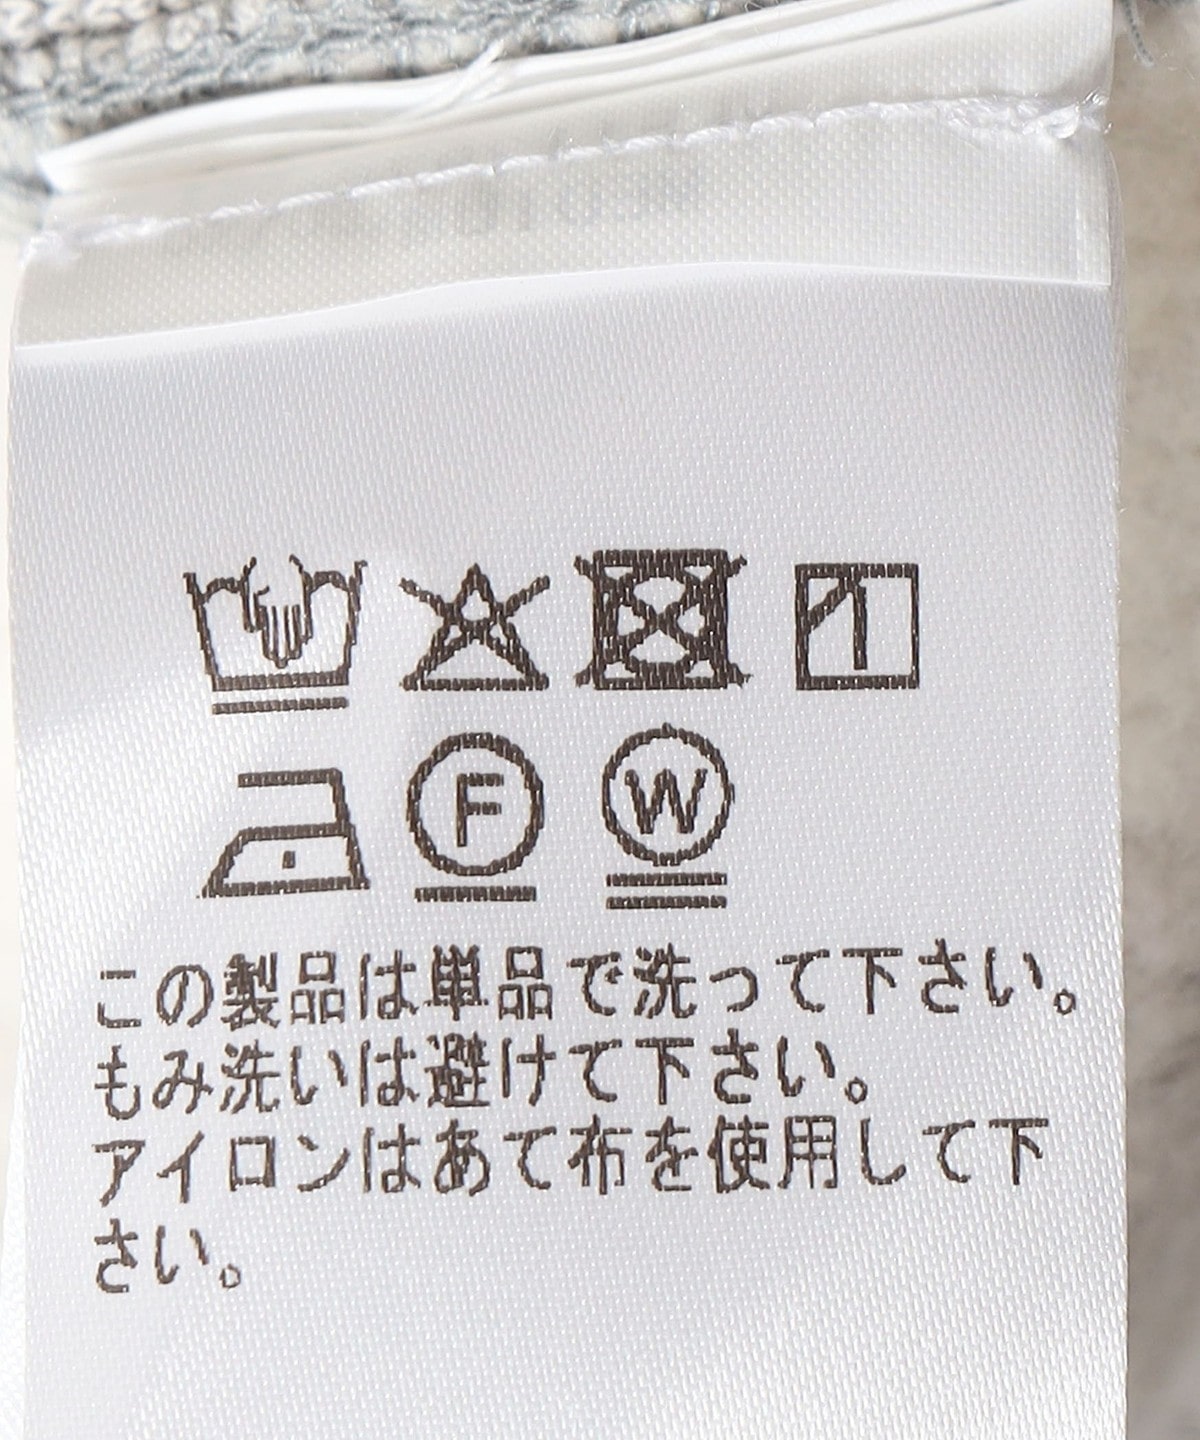 F W
この製品は単品で洗って下さい。
もみ洗いは避けて下さい。
アイロンはあて布を使用して下
さい。